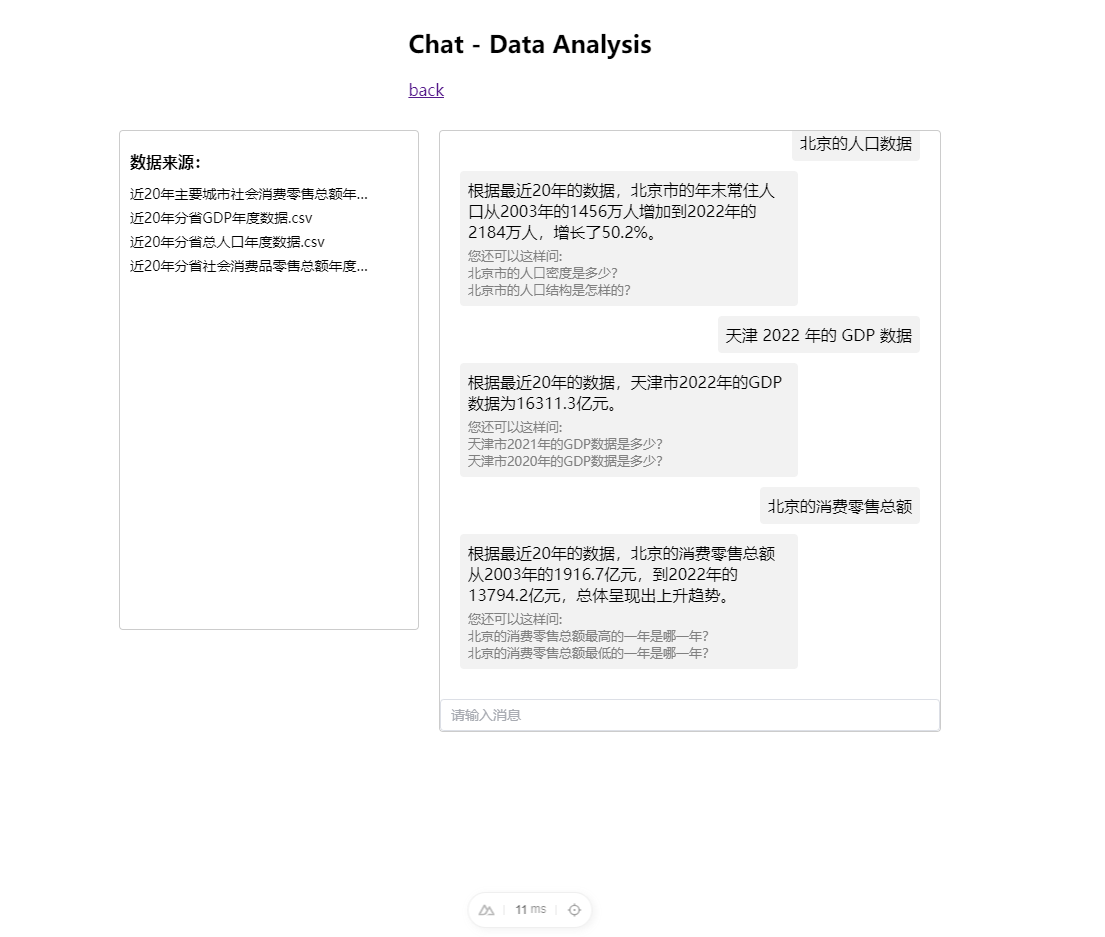 Chat - Data Analysis
back
数据来源：
近20年主要城市社会消费零售总额年...
近20年分省GDP年度数据.csv
近20年分省总人口年度数据.csv
近20年分省社会消费品零售总额年度...
北京的人口数据
根据最近20年的数据，北京市的年末常住人
口从2003年的1456万人增加到2022年的
2184万人，增长了50.2%。
您还可以这样问:
北京市的人口密度是多少?
北京市的人口结构是怎样的?
天津 2022 年的 GDP 数据
根据最近20年的数据，天津市2022年的GDP
数据为16311.3亿元。
您还可以这样问:
天津市2021年的GDP数据是多少?
天津市2020年的GDP数据是多少?
北京的消费零售总额
根据最近20年的数据，北京的消费零售总额
从2003年的1916.7亿元，到2022年的
13794.2亿元，总体呈现出上升趋势。
您还可以这样问:
北京的消费零售总额最高的一年是哪一年?
北京的消费零售总额最低的一年是哪一年?
请输入消息
11 ms